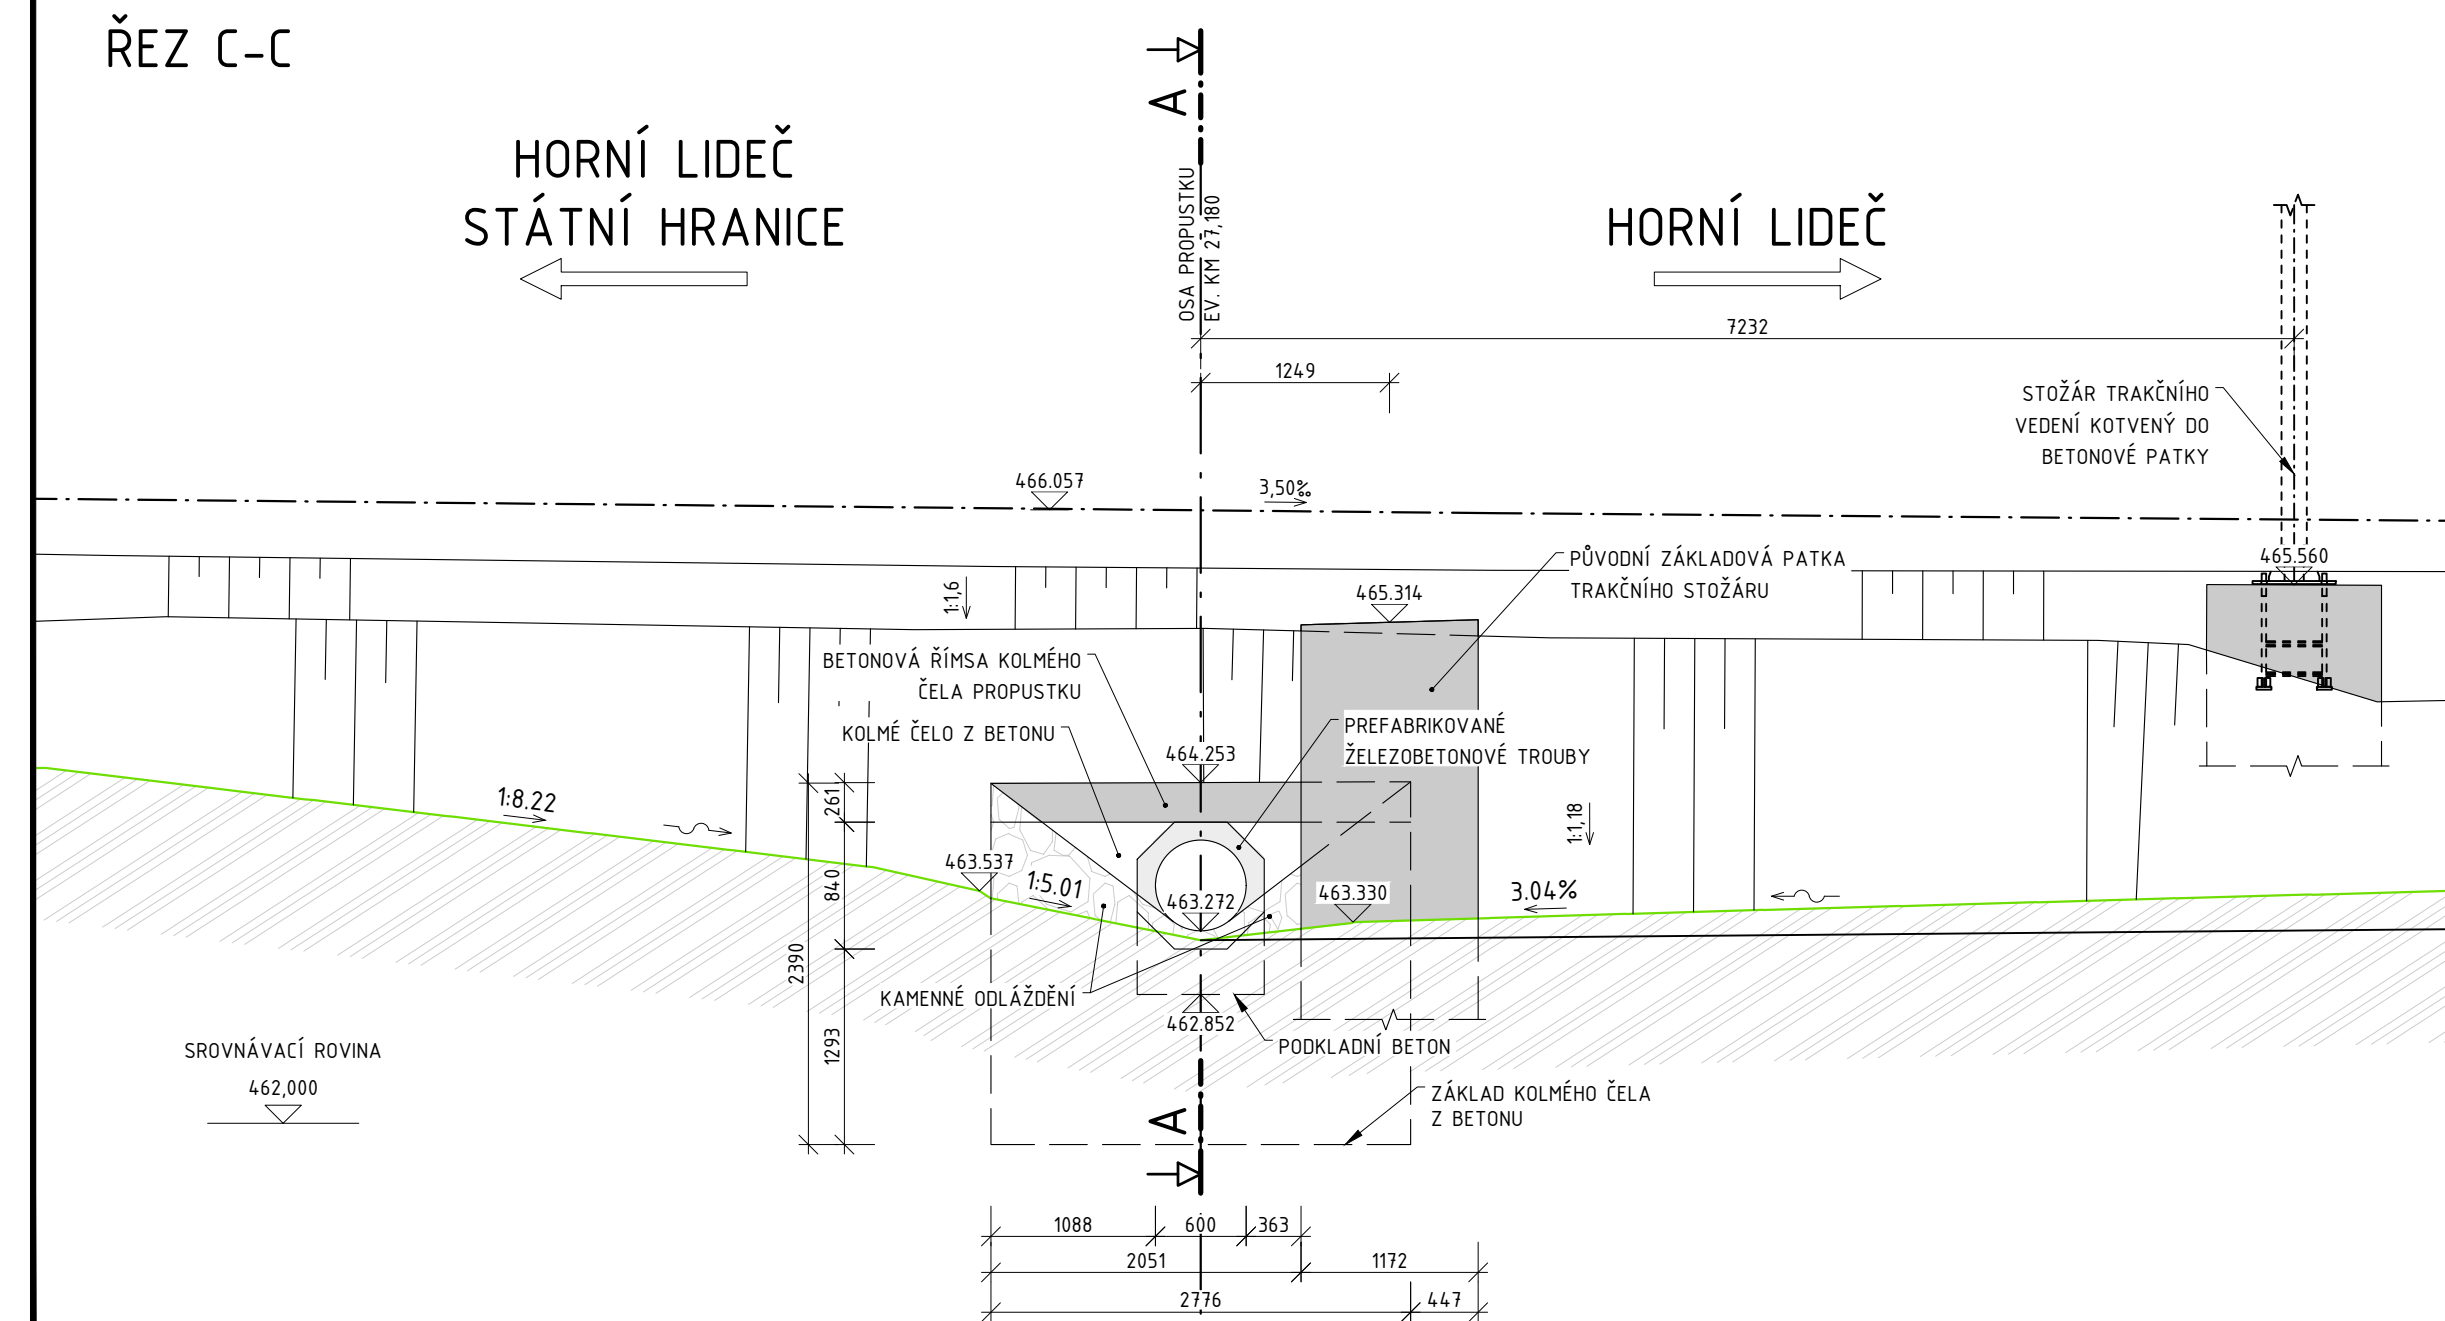 ŘEZ C-C
A
HORNÍ LIDEČ
STÁTNÍ HRANICE
OSA PROPUSTKU
EV. KM 27,180
HORNÍ LIDEČ
7232
1249
STOŽÁR TRAKČNÍHO
VEDENÍ KOTVENÝ DO
BETONOVÉ PATKY
466.057
3,50‰
465.560
PŮVODNÍ ZÁKLADOVÁ PATKA
TRAKČNÍHO STOŽÁRU
1:1,6
465.314
BETONOVÁ ŘÍMSA KOLMÉHO
ČELA PROPUSTKU
KOLMÉ ČELO Z BETONU
PREFABRIKOVANÉ
ŽELEZOBETONOVÉ TROUBY
464.253
1:8.22
261
1:1,18
463.537
840
1:5.01
463.272
463.330
3.04%
2390
KAMENNÉ ODLÁŽDĚNÍ
462.852
1293
PODKLADNÍ BETON
SROVNÁVACÍ ROVINA
462,000
ZÁKLAD KOLMÉHO ČELA
Z BETONU
A
1088
600
363
2051
1172
2776
447